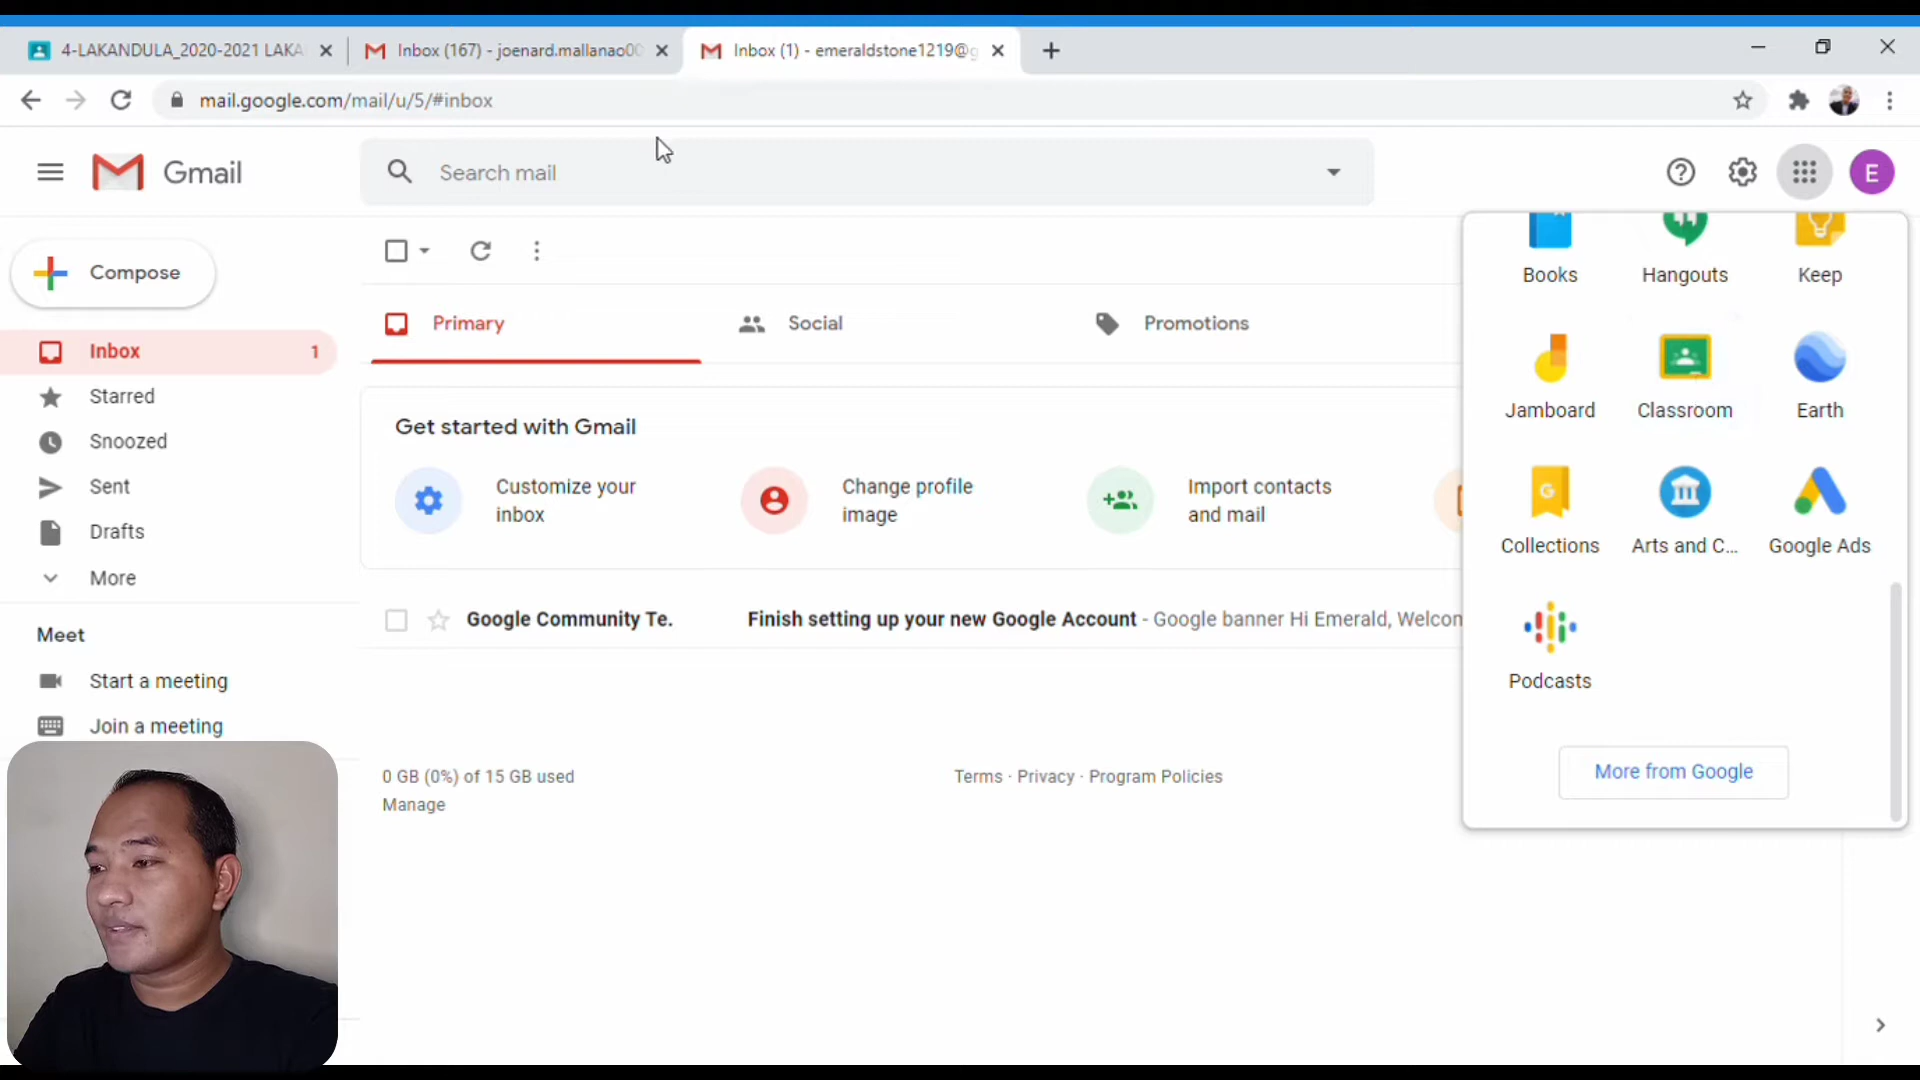 4-LAKANDULA_2020-2021 LAKA
Inbox (167) - joenard.mallanao00
Inbox (1) - emeraldstone1219@g
mail.google.com/mail/u/5/#inbox
Gmail
Search mail
E
Compose
Inbox 1
Starred
Snoozed
Sent
Drafts
More
Meet
Start a meeting
Join a meeting
Primary
Social
Promotions
Get started with Gmail
Customize your
inbox
Change profile
image
Import contacts
and mail
Google Community Te. Finish setting up your new Google Account - Google banner Hi Emerald, Welcom
0 GB (0%) of 15 GB used
Manage
Terms · Privacy · Program Policies
Books
Hangouts
Keep
Jamboard
Classroom
Earth
G
Collections
Arts and C...
Google Ads
Podcasts
More from Google